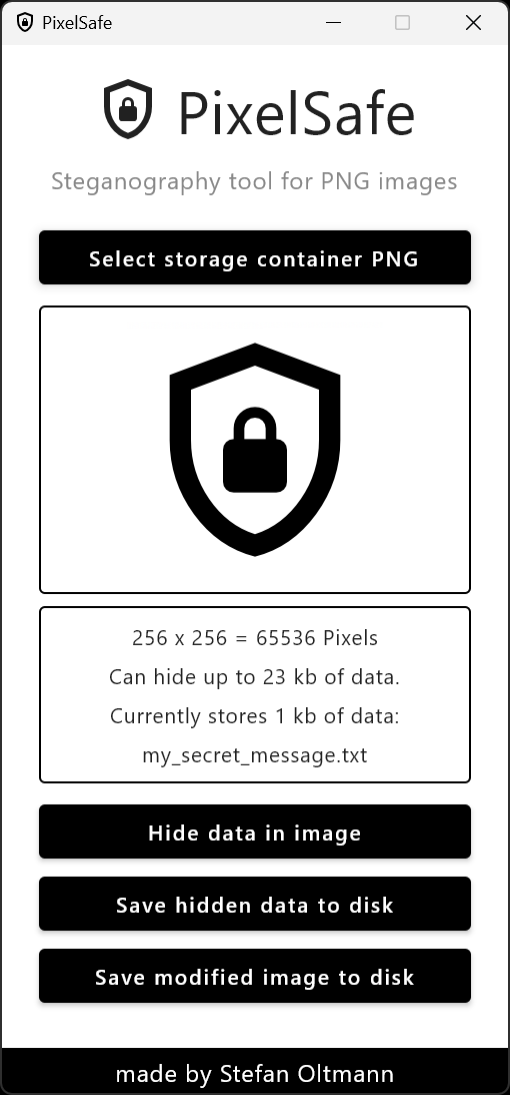 PixelSafe
PixelSafe
Steganography tool for PNG images
Select storage container PNG
256 x 256 = 65536 Pixels
Can hide up to 23 kb of data.
Currently stores 1 kb of data:
my_secret_message.txt
Hide data in image
Save hidden data to disk
Save modified image to disk
made by Stefan Oltmann